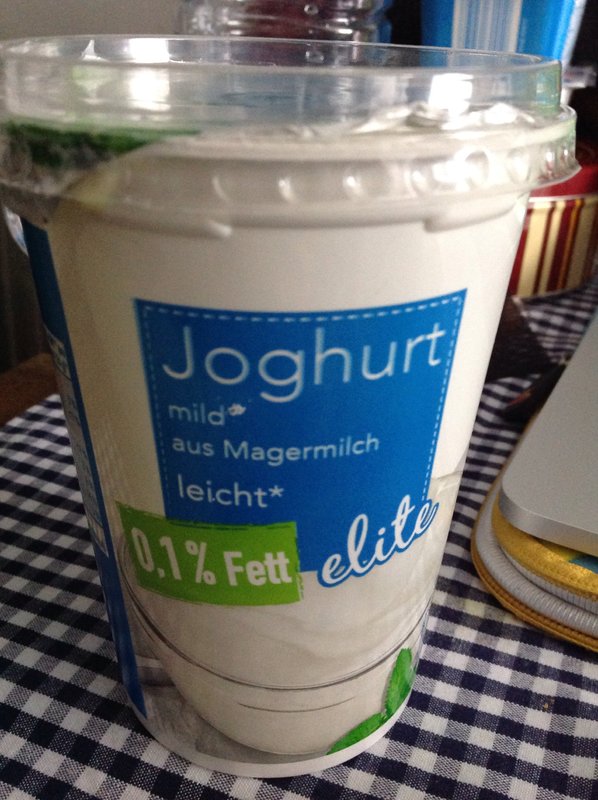 Joghurt
mild
aus Magermilch
leicht*
0,1% Fett
elite